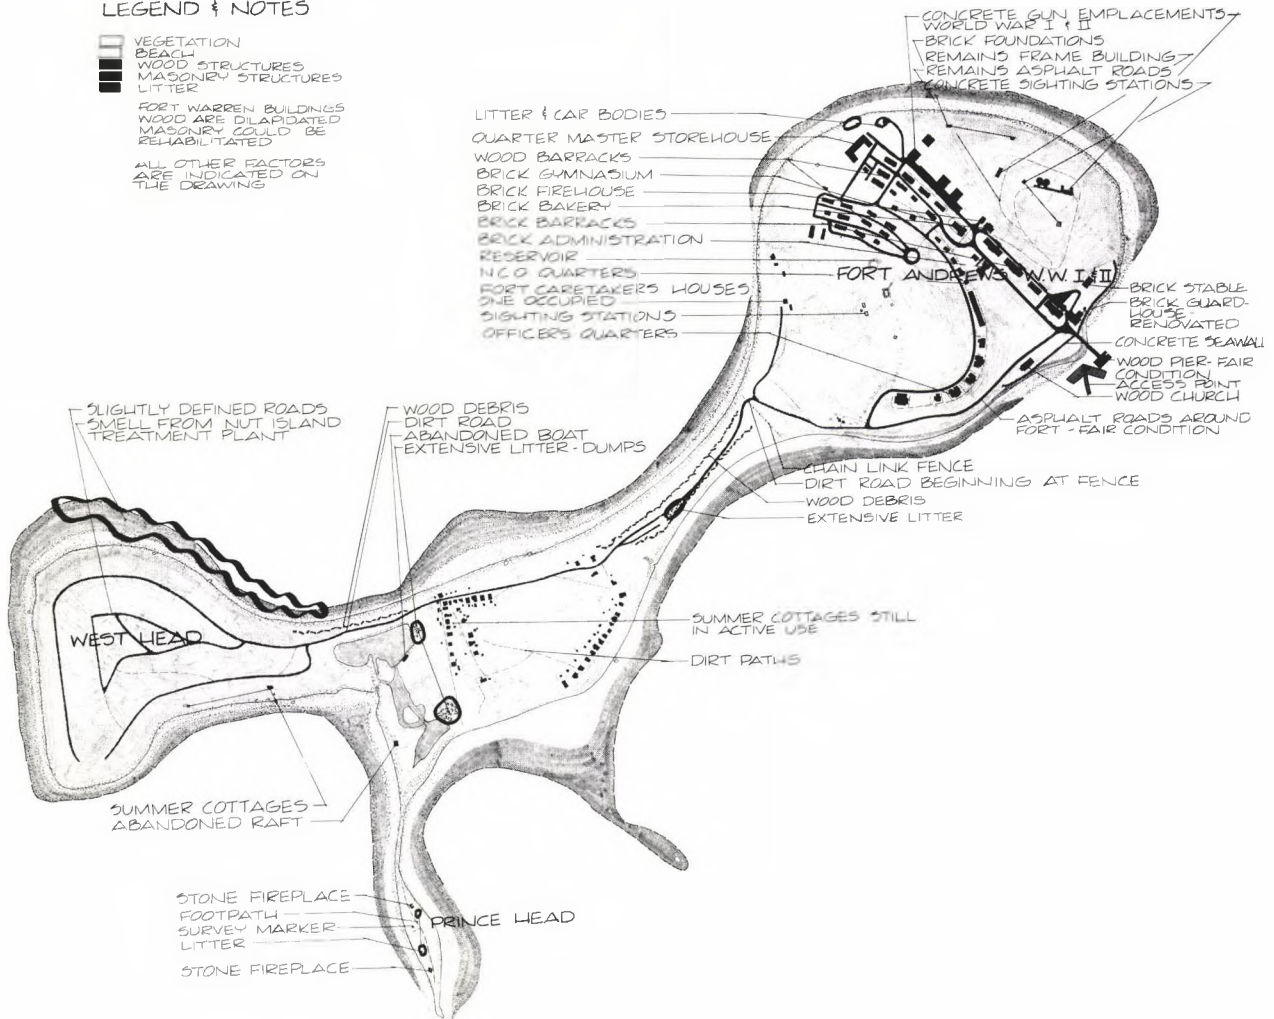 LEGEND & NOTES
VEGETATION
BEACH
WOOD STRUCTURES
MASONRY STRUCTURES
LITTER
FORT WARREN BUILDINGS
WOOD ARE DILAPIDATED
MASONRY COULD BE
REHABILITATED
ALL OTHER FACTORS
ARE INDICATED ON
THE DRAWING
CONCRETE GUN EMPLACEMENTS
WORLD WAR I & II
BRICK FOUNDATIONS
REMAINS FRAME BUILDING
REMAINS ASPHALT ROADS
CONCRETE SIGHTING STATIONS
LITTER & CAR BODIES
QUARTER MASTER STOREHOUSE
WOOD BARRACKS
BRICK GYMNASIUM
BRICK FIREHOUSE
BRICK BAKERY
BRICK BARRACKS
BRICK ADMINISTRATION
RESERVOIR
N C O QUARTERS
FORT CARETAKERS HOUSES
ONE OCCUPIED
SIGHTING STATIONS
OFFICERS QUARTERS
FORT ANDREWS W.W. I & II
BRICK STABLE
BRICK GUARD-
HOUSE -
RENOVATED
CONCRETE SEAWALL
WOOD PIER - FAIR
CONDITION
ACCESS POINT
WOOD CHURCH
ASPHALT ROADS AROUND
FORT - FAIR CONDITION
CHAIN LINK FENCE
DIRT ROAD BEGINNING AT FENCE
WOOD DEBRIS
EXTENSIVE LITTER
SLIGHTLY DEFINED ROADS
SMELL FROM NUT ISLAND
TREATMENT PLANT
WOOD DEBRIS
DIRT ROAD
ABANDONED BOAT
EXTENSIVE LITTER - DUMPS
WEST HEAD
SUMMER COTTAGES STILL
IN ACTIVE USE
DIRT PATHS
SUMMER COTTAGES
ABANDONED RAFT
STONE FIREPLACE
FOOTPATH
SURVEY MARKER
LITTER
STONE FIREPLACE
PRINCE HEAD